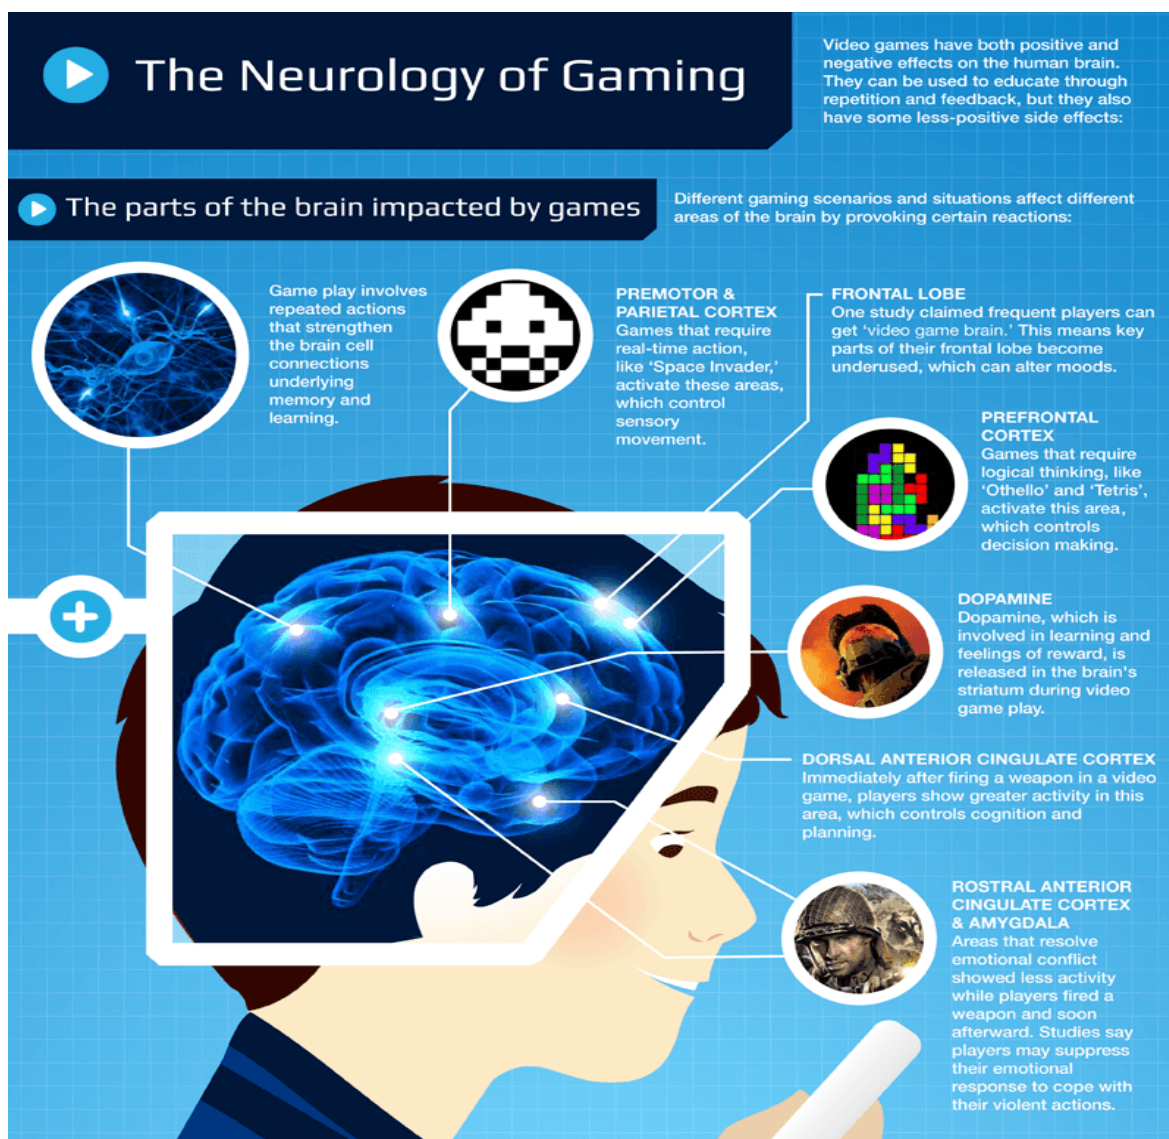 The Neurology of Gaming
Video games have both positive and
negative effects on the human brain.
They can be used to educate through
repetition and feedback, but they also
have some less-positive side effects:
The parts of the brain impacted by games
Different gaming scenarios and situations affect different
areas of the brain by provoking certain reactions:
Game play involves
repeated actions
that strengthen
the brain cell
connections
underlying
memory and
learning.
PREMOTOR &
PARIETAL CORTEX
Games that require
real-time action,
like ‘Space Invader,’
activate these areas,
which control
sensory
movement.
FRONTAL LOBE
One study claimed frequent players can
get ‘video game brain.’ This means key
parts of their frontal lobe become
underused, which can alter moods.
PREFRONTAL
CORTEX
Games that require
logical thinking, like
‘Othello’ and ‘Tetris’,
activate this area,
which controls
decision making.
DOPAMINE
Dopamine, which is
involved in learning and
feelings of reward, is
released in the brain's
striatum during video
game play.
DORSAL ANTERIOR CINGULATE CORTEX
Immediately after firing a weapon in a video
game, players show greater activity in this
area, which controls cognition and
planning.
ROSTRAL ANTERIOR
CINGULATE CORTEX
& AMYGDALA
Areas that resolve
emotional conflict
showed less activity
while players fired a
weapon and soon
afterward. Studies say
players may suppress
their emotional
response to cope with
their violent actions.